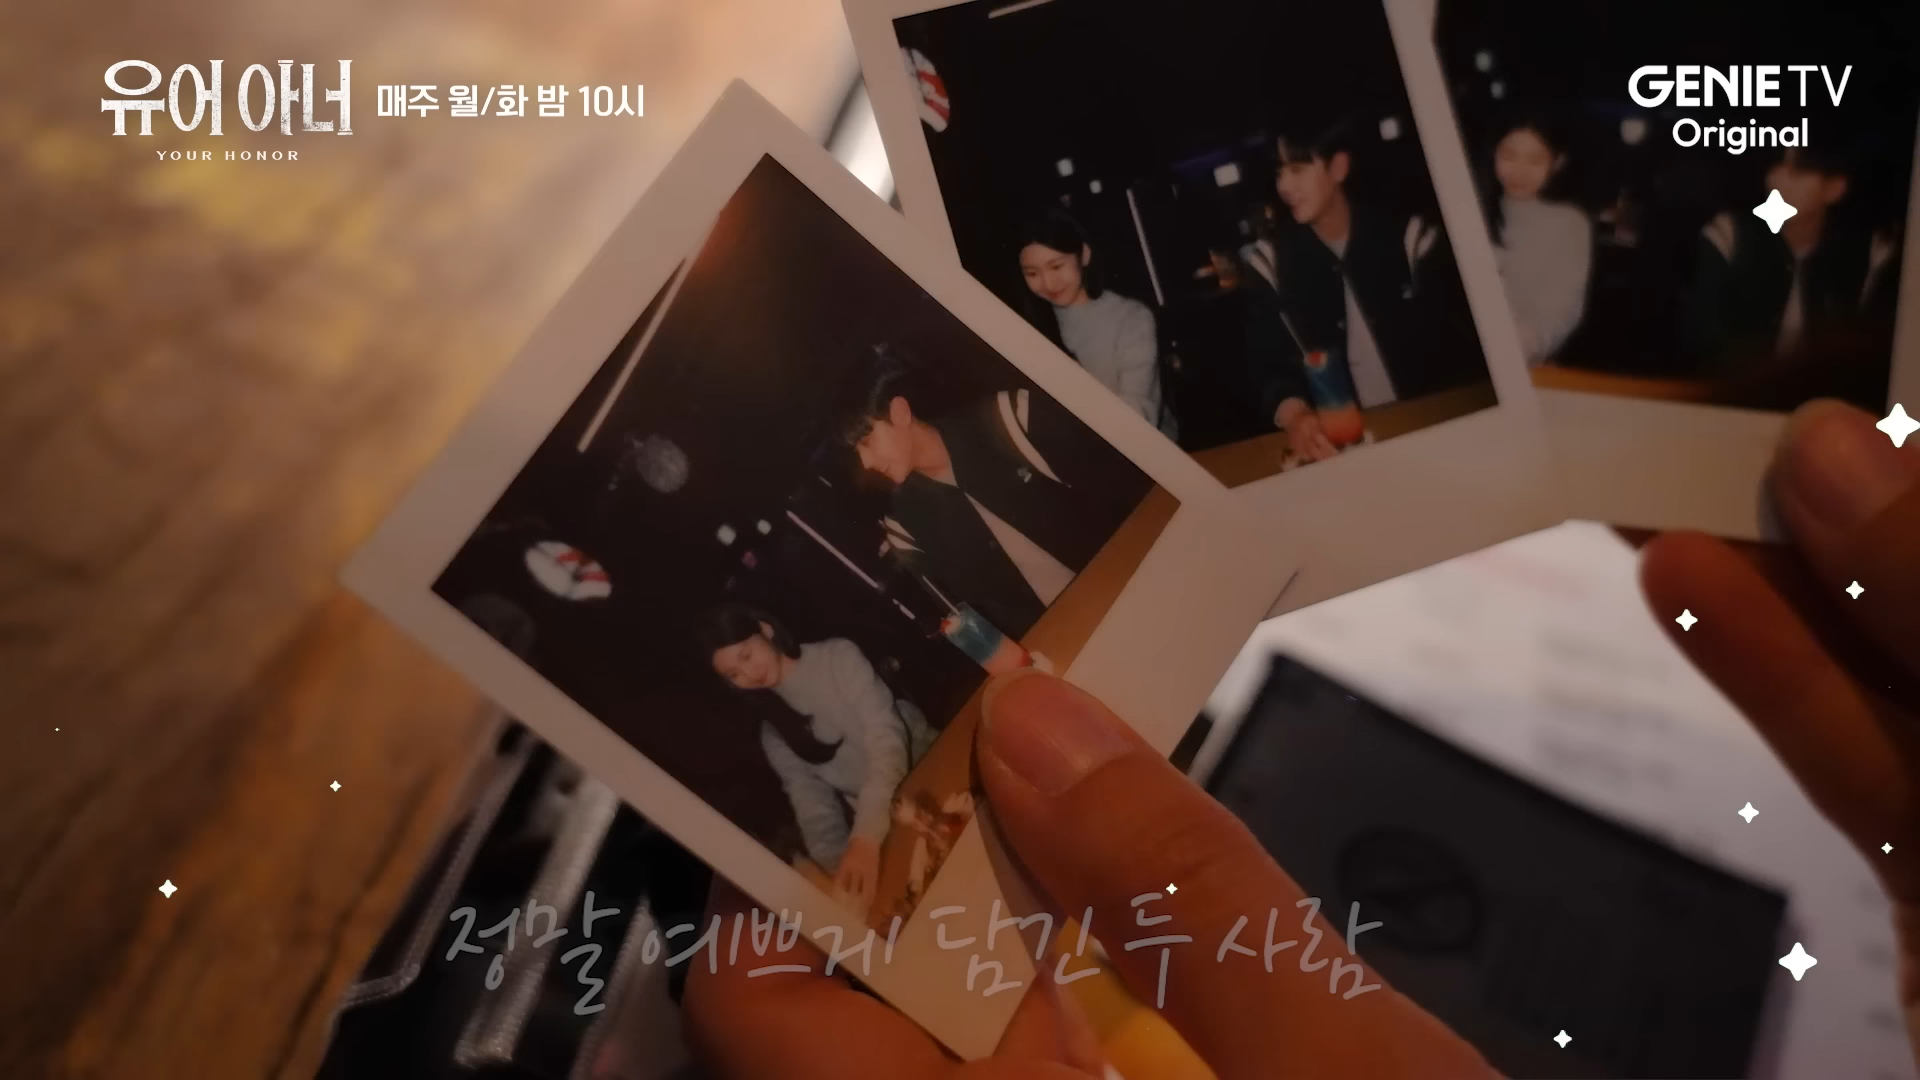 유어 아너
YOUR HONOR
매주 월/화 밤 10시
GENIE TV
Original
정말 예쁘게 담긴 두 사람